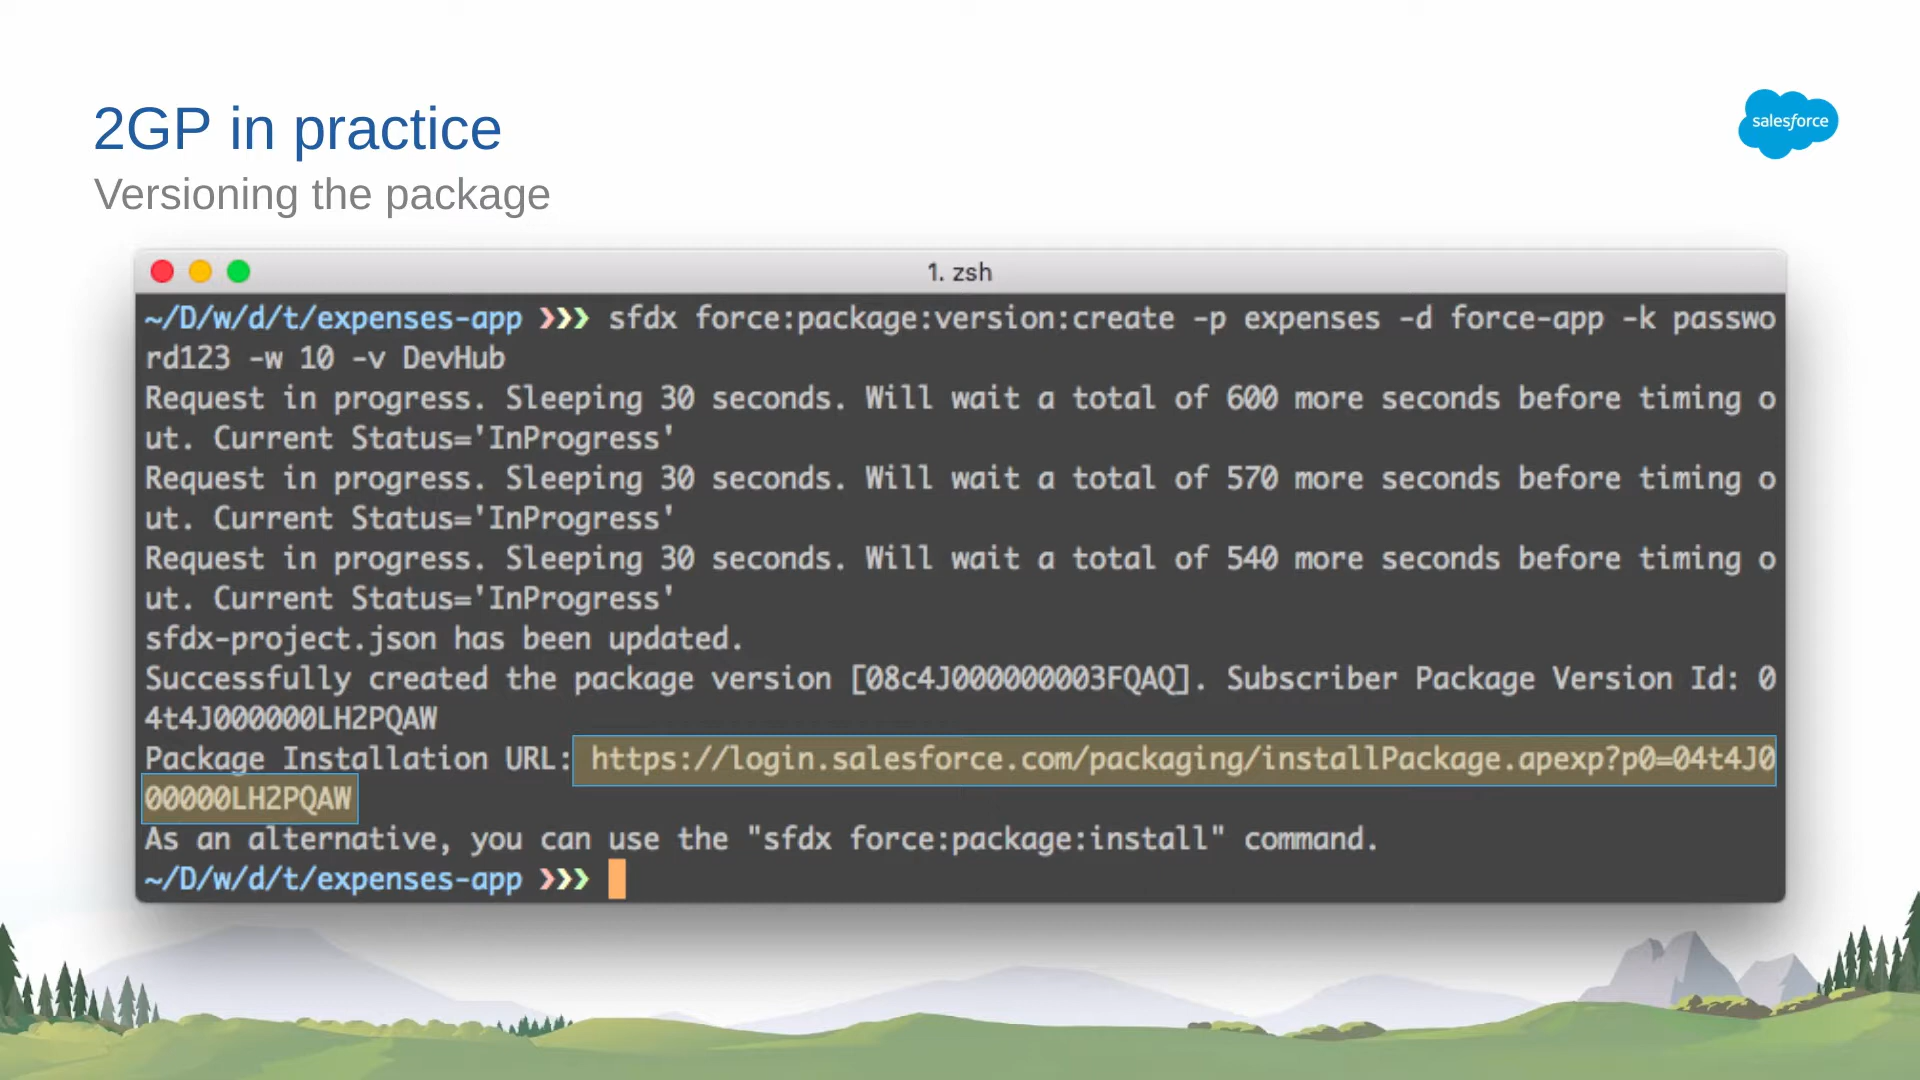 2GP in practice
salesforce
Versioning the package
1. zsh
~/D/w/d/t/expenses-app ❯❯❯ sfdx force:package:version:create -p expenses -d force-app -k passwo
rd123 -w 10 -v DevHub
Request in progress. Sleeping 30 seconds. Will wait a total of 600 more seconds before timing o
ut. Current Status='InProgress'
Request in progress. Sleeping 30 seconds. Will wait a total of 570 more seconds before timing o
ut. Current Status='InProgress'
Request in progress. Sleeping 30 seconds. Will wait a total of 540 more seconds before timing o
ut. Current Status='InProgress'
sfdx-project.json has been updated.
Successfully created the package version [08c4J000000003FQAQ]. Subscriber Package Version Id: 0
4t4J000000LH2PQAW
Package Installation URL: https://login.salesforce.com/packaging/installPackage.apexp?p0=04t4J0
00000LH2PQAW
As an alternative, you can use the "sfdx force:package:install" command.
~/D/w/d/t/expenses-app ❯❯❯